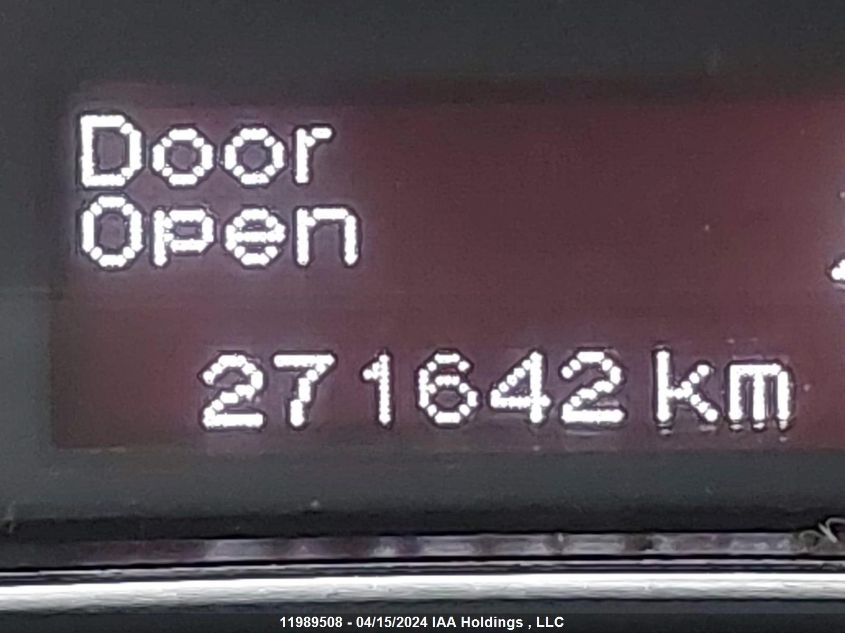 Door
Open
271642 km
11989508 - 04/15/2024 IAA Holdings , LLC